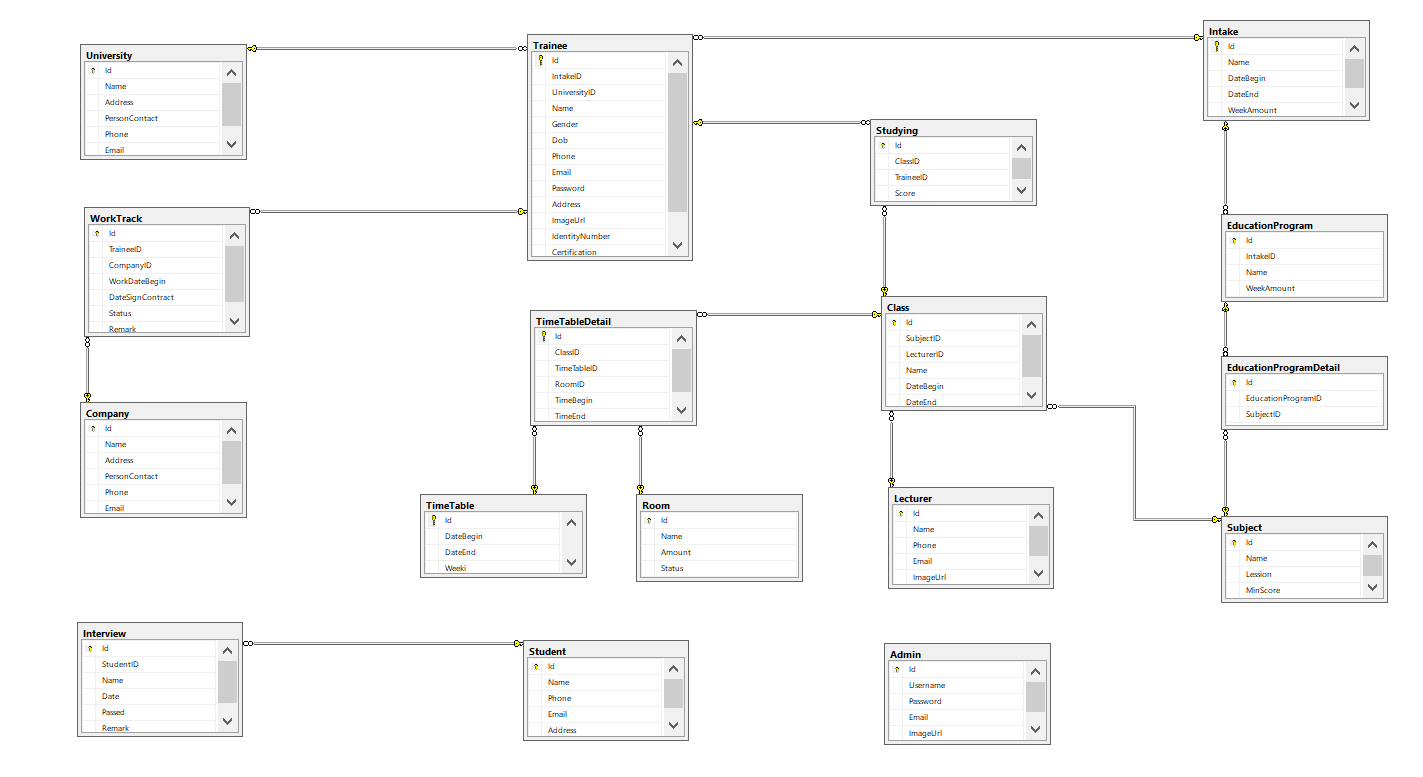 University
Id
Name
Address
PersonContact
Phone
Email
Trainee
Id
IntakeID
UniversityID
Name
Gender
Dob
Phone
Email
Password
Address
ImageUrl
IdentityNumber
Certification
Intake
Id
Name
DateBegin
DateEnd
WeekAmount
Studying
Id
ClassID
TraineeID
Score
WorkTrack
Id
TraineeID
CompanyID
WorkDateBegin
DateSignContract
Status
Remark
EducationProgram
Id
IntakeID
Name
WeekAmount
TimeTableDetail
Id
ClassID
TimeTableID
RoomID
TimeBegin
TimeEnd
Class
Id
SubjectID
LecturerID
Name
DateBegin
DateEnd
EducationProgramDetail
Id
EducationProgramID
SubjectID
Company
Id
Name
Address
PersonContact
Phone
Email
TimeTable
Id
DateBegin
DateEnd
Weeki
Room
Id
Name
Amount
Status
Lecturer
Id
Name
Phone
Email
ImageUrl
Subject
Id
Name
Lession
MinScore
Interview
Id
StudentID
Name
Date
Passed
Remark
Student
Id
Name
Phone
Email
Address
Admin
Id
Username
Password
Email
ImageUrl